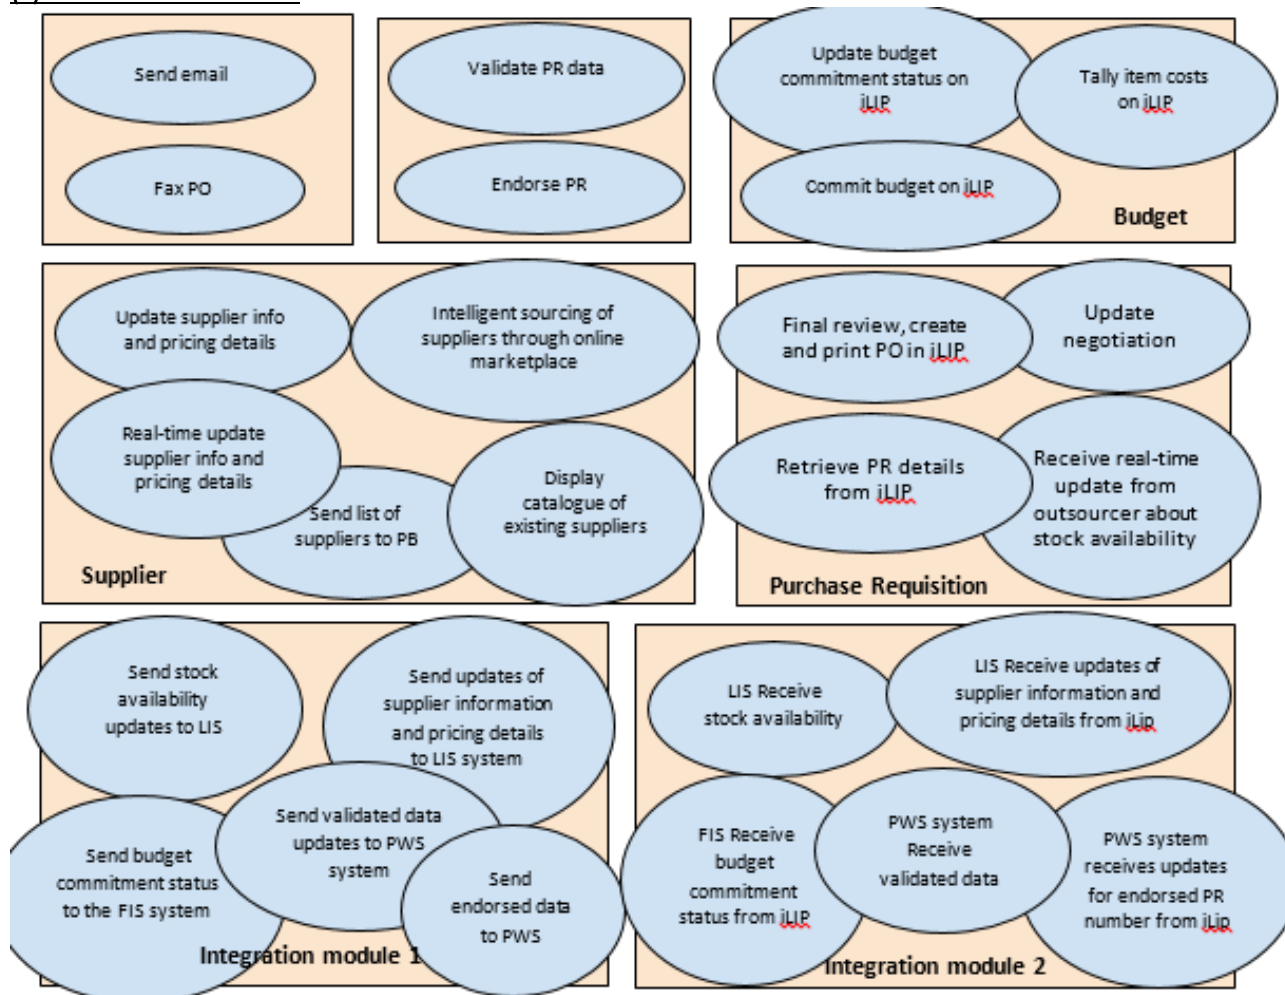 Send email
Fax PO
Validate PR data
Endorse PR
Update budget
commitment status on
iLIP
Tally item costs
on iLIP
Commit budget on iLIP
Budget
Update supplier info
and pricing details
Intelligent sourcing of
suppliers through online
marketplace
Real-time update
supplier info and
pricing details
Send list of
suppliers to PB
Display
catalogue of
existing suppliers
Supplier
Final review, create
and print PO in iLIP
Update
negotiation
Retrieve PR details
from iLIP
Receive real-time
update from
outsourcer about
stock availability
Purchase Requisition
Send stock
availability
updates to LIS
Send updates of
supplier information
and pricing details
to LIS system
Send validated data
updates to PWS
system
Send budget
commitment status
to the FIS system
Send
endorsed data
to PWS
Integration module 1
LIS Receive
stock availability
LIS Receive updates of
supplier information and
pricing details from iLip
FIS Receive
budget
commitment
status from iLIP
PWS system
Receive
validated data
PWS system
receives updates
for endorsed PR
number from iLip
Integration module 2